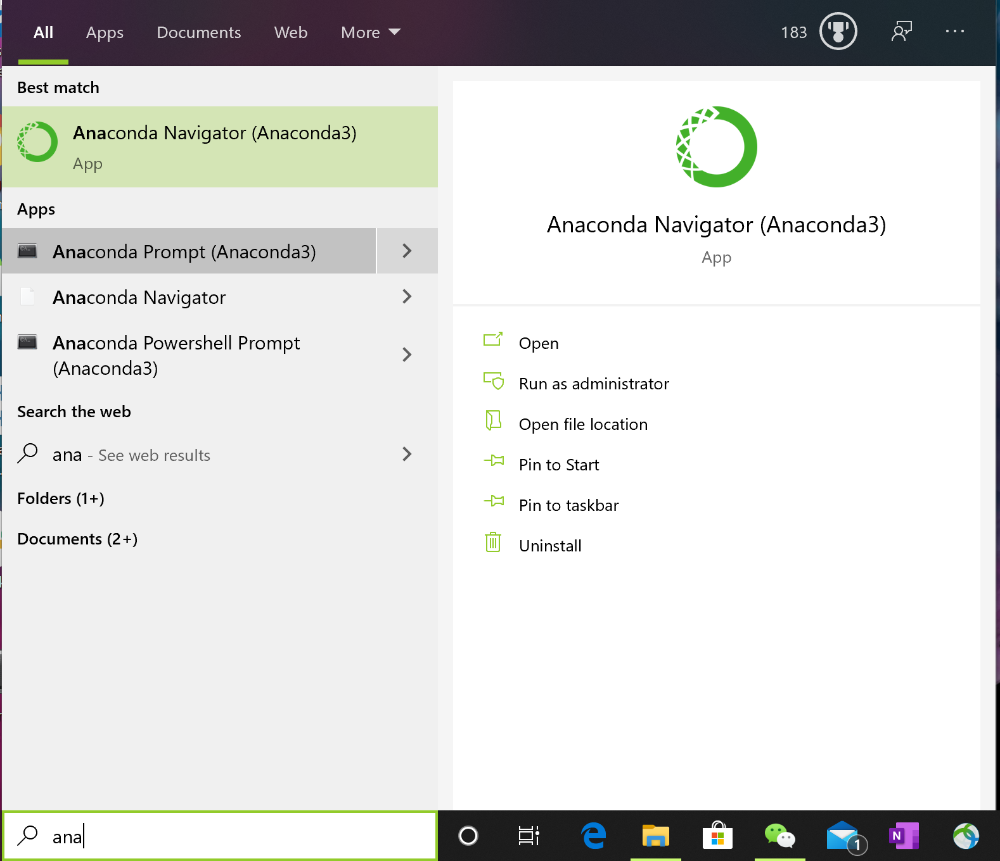 All Apps Documents Web More 183
Best match
Anaconda Navigator (Anaconda3)
App
Apps
Anaconda Prompt (Anaconda3)
Anaconda Navigator
Anaconda Powershell Prompt
(Anaconda3)
Search the web
ana - See web results
Folders (1+)
Documents (2+)
Anaconda Navigator (Anaconda3)
App
Open
Run as administrator
Open file location
Pin to Start
Pin to taskbar
Uninstall
ana
1
N